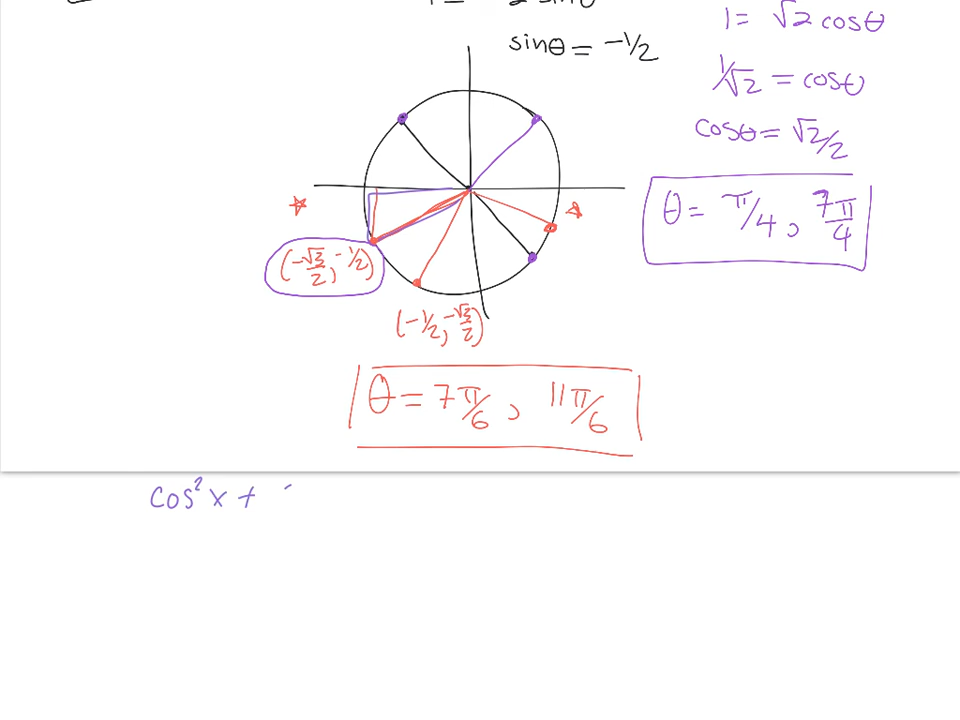 sinθ = -1/2
1 = √2 cosθ
1/√2 = cosθ
cosθ = √2/2
θ = π/4, 7π/4
(-√3/2, -1/2)
(-1/2, -√3/2)
θ = 7π/6, 11π/6
cos²x +